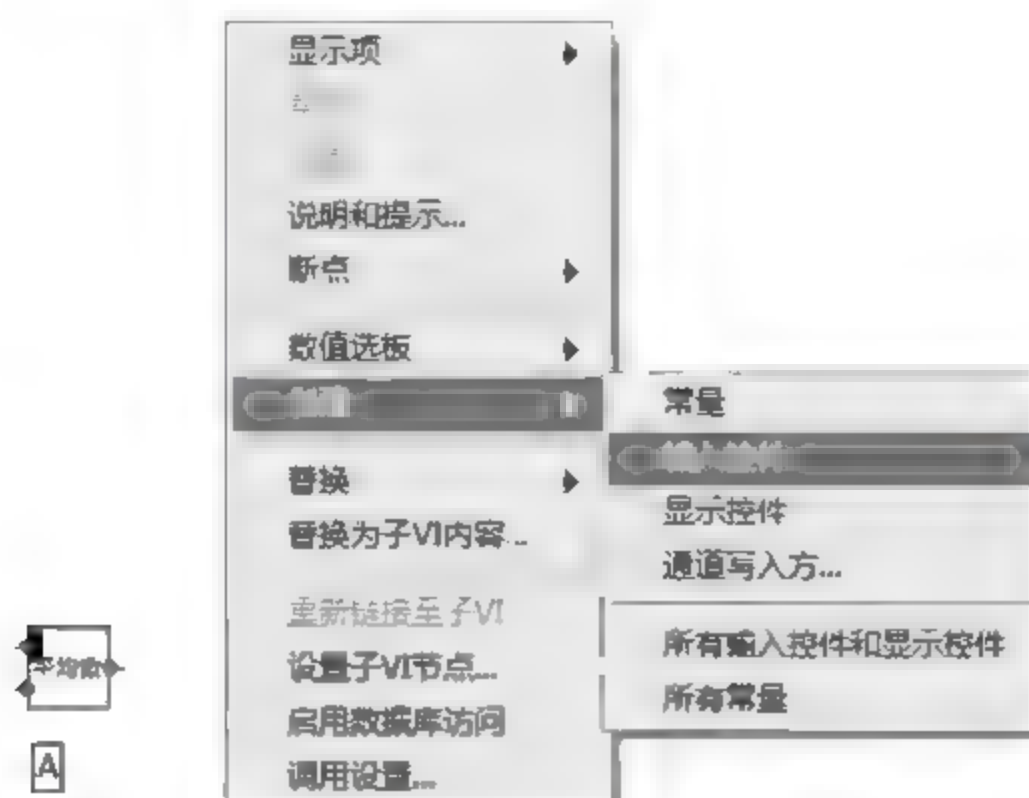 显示项
说明和提示...
断点
数值选板
常量
显示控件
通道写入方...
替换
替换为子VI内容...
重新链接至子VI
所有输入控件和显示控件
设置子VI节点...
所有常量
启用数据库访问
调用设置...
平均数
A